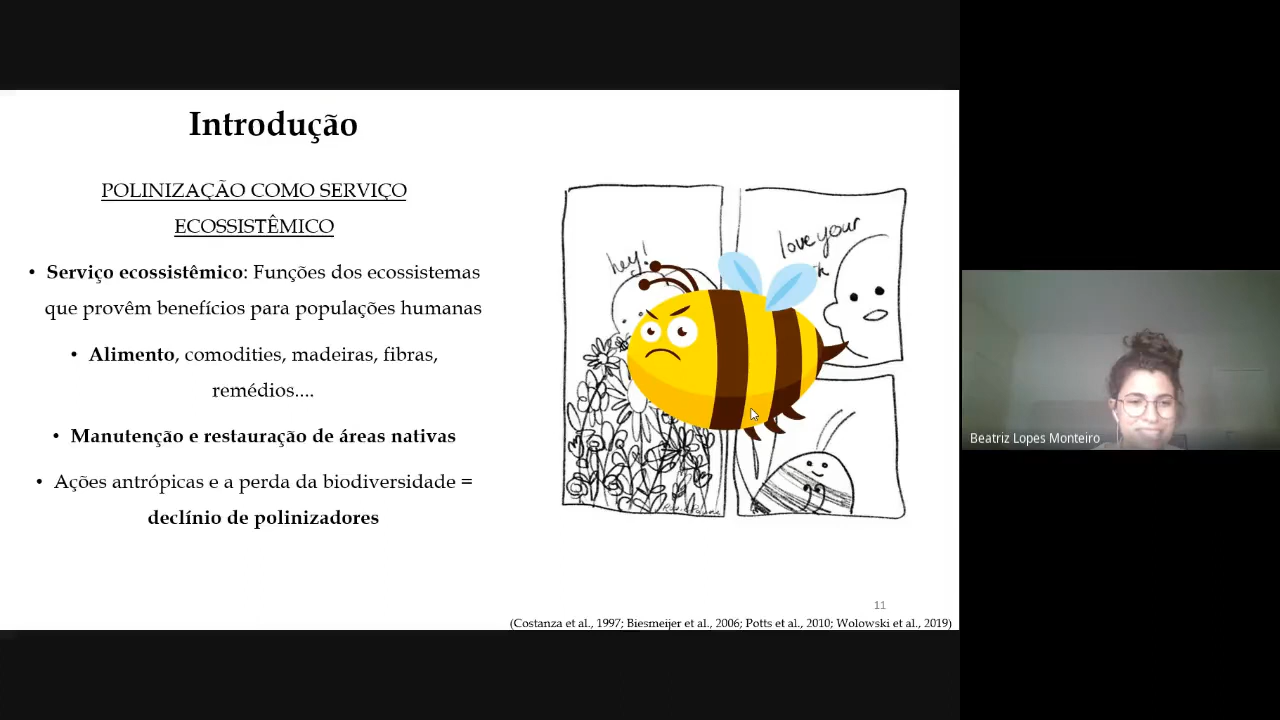 Introdução
POLINIZAÇÃO COMO SERVIÇO
ECOSSISTÊMICO
• Serviço ecossistêmico: Funções dos ecossistemas
que provêm benefícios para populações humanas
• Alimento, comodities, madeiras, fibras,
remédios....
• Manutenção e restauração de áreas nativas
• Ações antrópicas e a perda da biodiversidade =
declínio de polinizadores
hey!
love your
11
(Costanza et al., 1997; Biesmeijer et al., 2006; Potts et al., 2010; Wolowski et al., 2019)
Beatriz Lopes Monteiro